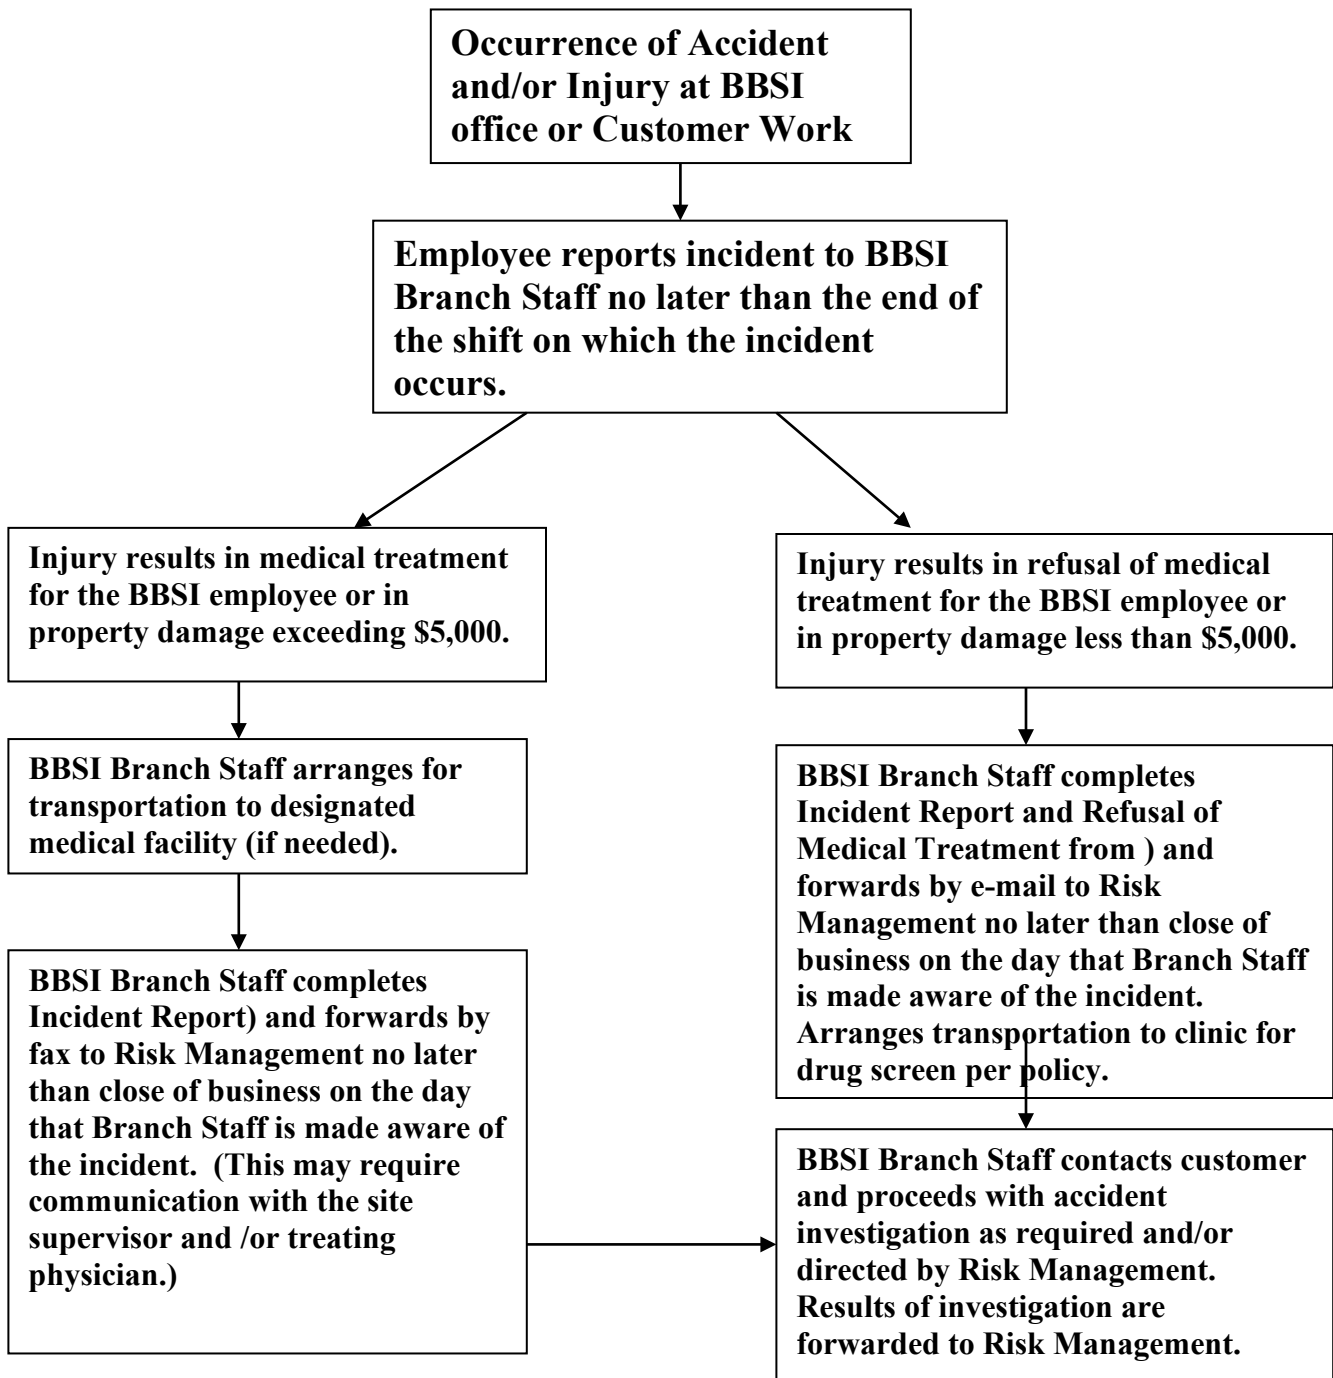 Occurrence of Accident
and/or Injury at BBSI
office or Customer Work
Employee reports incident to BBSI
Branch Staff no later than the end of
the shift on which the incident
occurs.
Injury results in medical treatment
for the BBSI employee or in
property damage exceeding $5,000.
Injury results in refusal of medical
treatment for the BBSI employee or
in property damage less than $5,000.
BBSI Branch Staff arranges for
transportation to designated
medical facility (if needed).
BBSI Branch Staff completes
Incident Report and Refusal of
Medical Treatment from ) and
forwards by e-mail to Risk
Management no later than close of
business on the day that Branch Staff
is made aware of the incident.
Arranges transportation to clinic for
drug screen per policy.
BBSI Branch Staff completes
Incident Report) and forwards by
fax to Risk Management no later
than close of business on the day
that Branch Staff is made aware of
the incident.  (This may require
communication with the site
supervisor and /or treating
physician.)
BBSI Branch Staff contacts customer
and proceeds with accident
investigation as required and/or
directed by Risk Management.
Results of investigation are
forwarded to Risk Management.